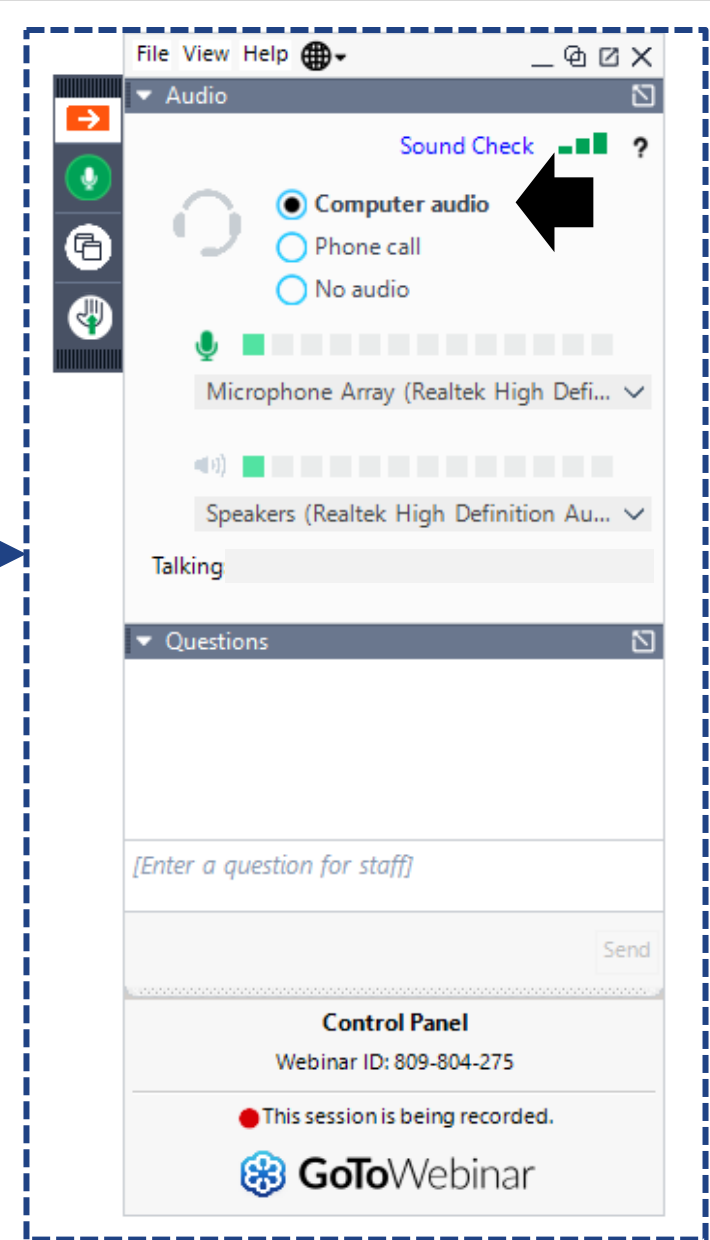 File View Help
Audio
Sound Check ?
Computer audio
Phone call
No audio
Microphone Array (Realtek High Defi...
Speakers (Realtek High Definition Au...
Talking
Questions
[Enter a question for staff]
Send
Control Panel
Webinar ID: 809-804-275
This session is being recorded.
GoToWebinar